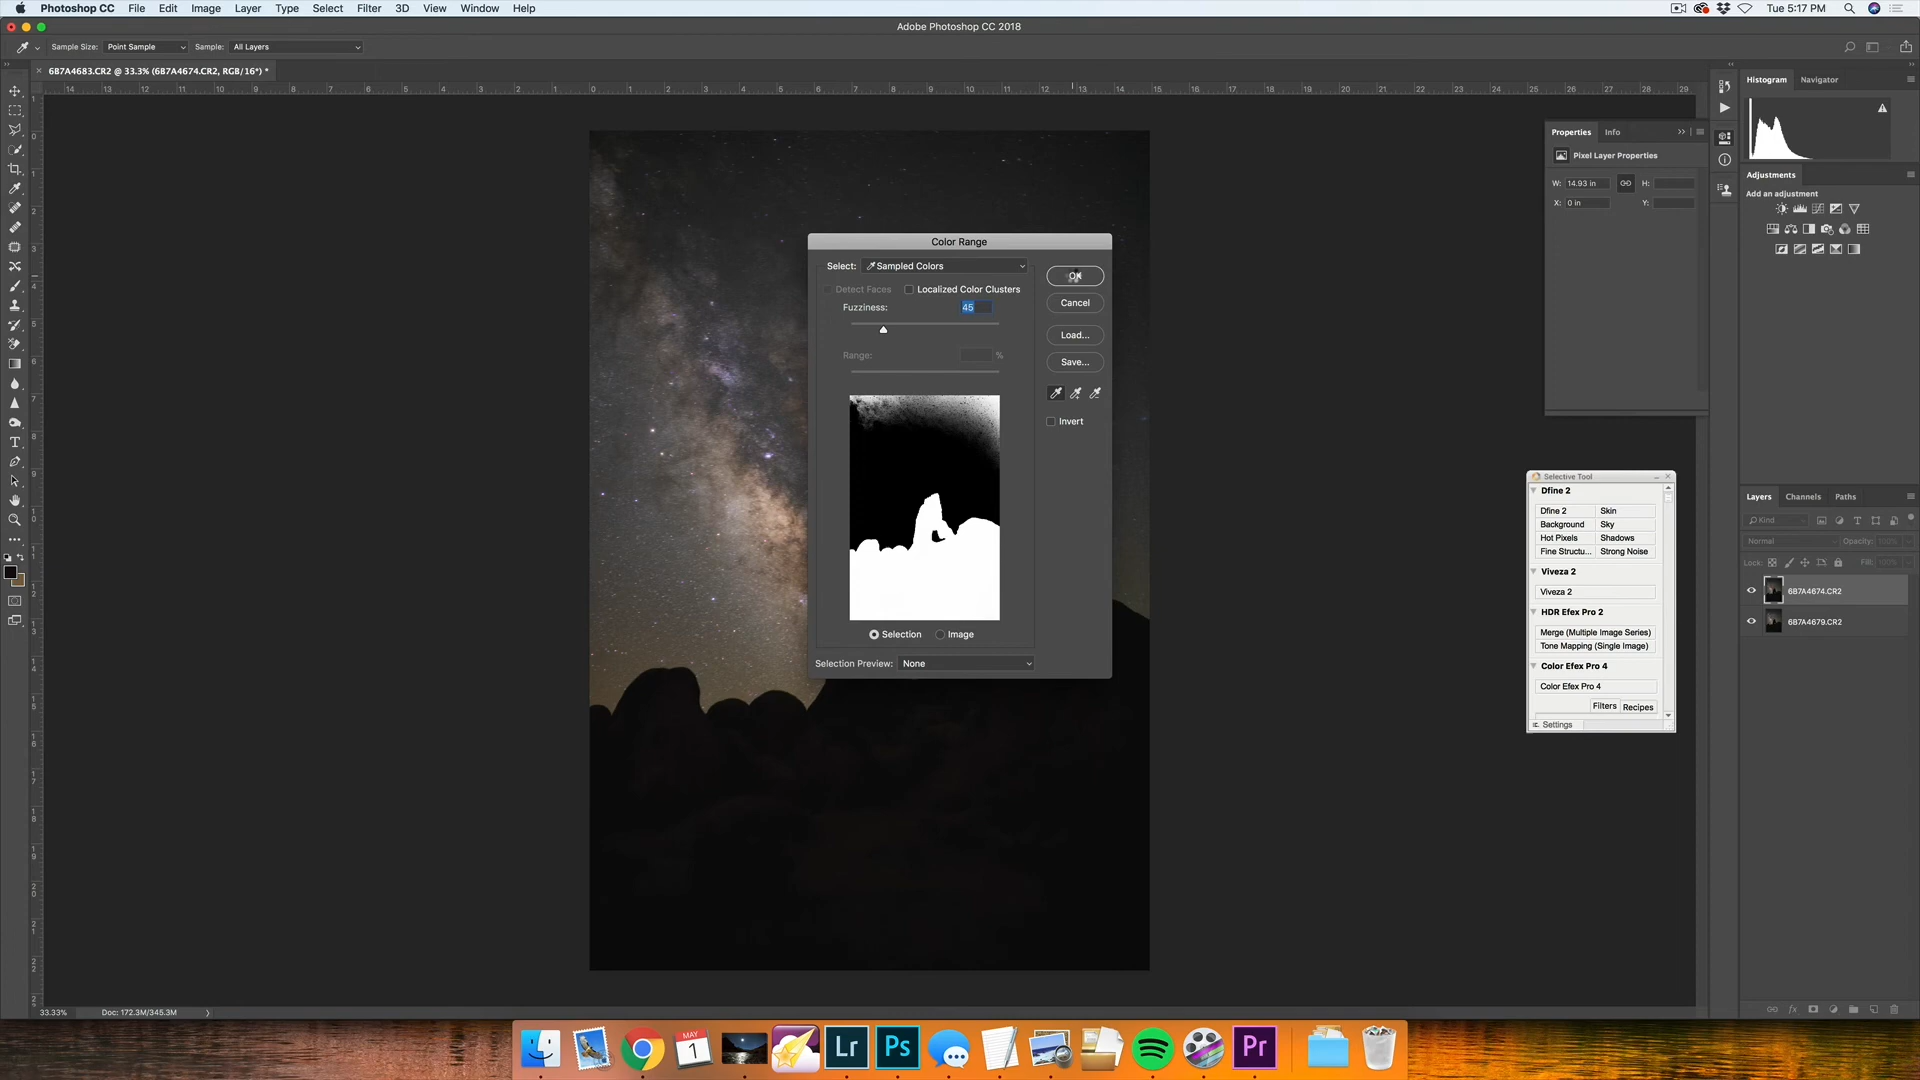 Photoshop CC File Edit Image Layer Type Select Filter 3D View Window Help Tue 5:17 PM
Adobe Photoshop CC 2018
Sample Size: Point Sample Sample: All Layers
6B7A4683.CR2 @ 33.3% (6B7A4674.CR2, RGB/16*) *
Histogram Navigator
Properties Info
Pixel Layer Properties
W: 14.93 in H:
X: 0 in Y:
Adjustments
Add an adjustment
Color Range
Select: Sampled Colors
OK
Detect Faces Localized Color Clusters
Fuzziness: 45
Cancel
Range: %
Load...
Save...
Invert
Selection Image
Selection Preview: None
Selective Tool
Dfine 2
Dfine 2 Skin
Background Sky
Hot Pixels Shadows
Fine Structu... Strong Noise
Viveza 2
Viveza 2
HDR Efex Pro 2
Merge (Multiple Image Series)
Tone Mapping (Single Image)
Color Efex Pro 4
Color Efex Pro 4
Filters Recipes
Settings
Layers Channels Paths
Kind
Normal Opacity: 100%
Lock: Fill: 100%
6B7A4674.CR2
6B7A4679.CR2
33.33% Doc: 172.3M/345.3M
MAY
1
Lr
Ps
Pr